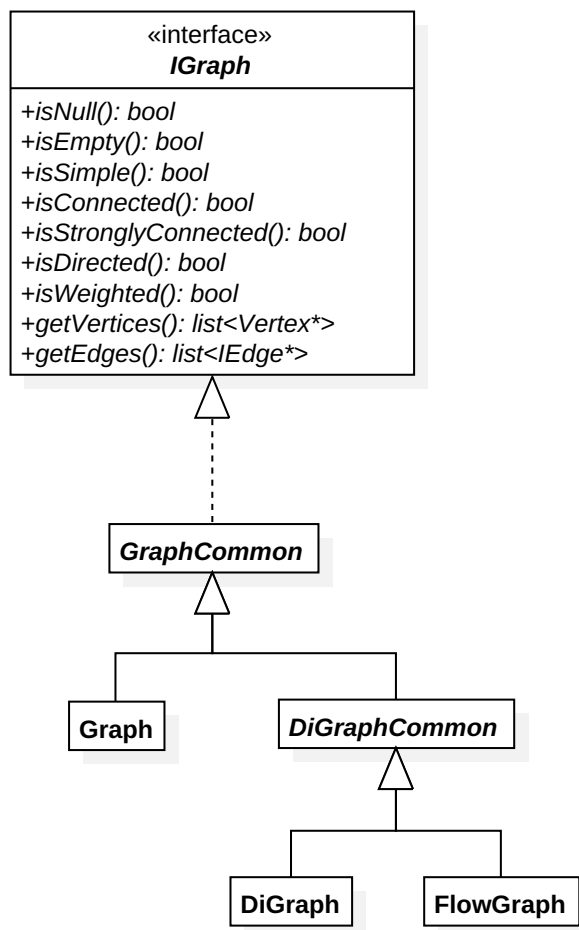 «interface»
IGraph
+isNull(): bool
+isEmpty(): bool
+isSimple(): bool
+isConnected(): bool
+isStronglyConnected(): bool
+isDirected(): bool
+isWeighted(): bool
+getVertices(): list<Vertex*>
+getEdges(): list<IEdge*>
GraphCommon
Graph
DiGraphCommon
DiGraph
FlowGraph